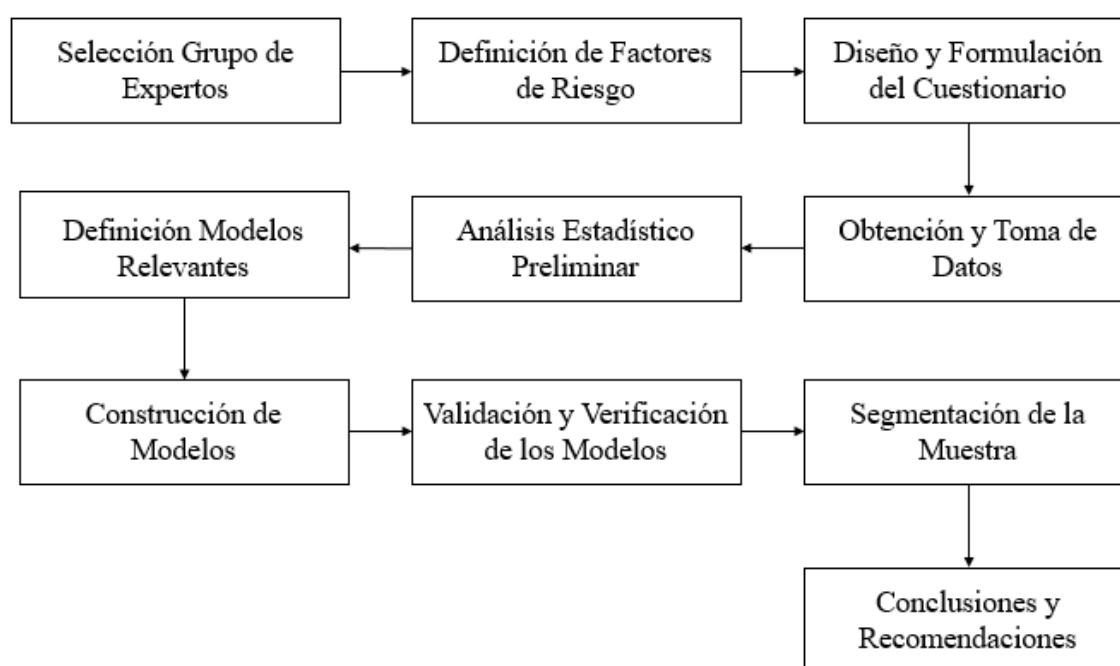 Selección Grupo de
Expertos
Definición de Factores
de Riesgo
Diseño y Formulación
del Cuestionario
Obtención y Toma de
Datos
Análisis Estadístico
Preliminar
Definición Modelos
Relevantes
Construcción de
Modelos
Validación y Verificación
de los Modelos
Segmentación de la
Muestra
Conclusiones y
Recomendaciones